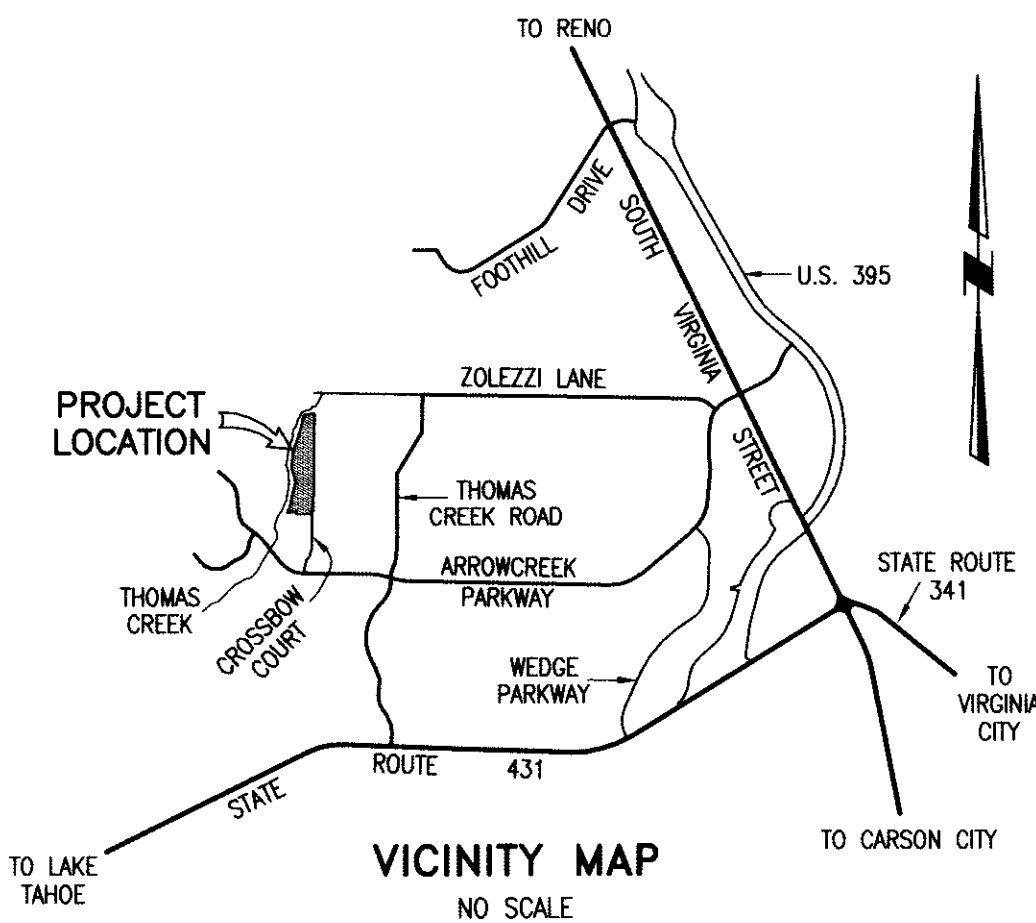 TO RENO
FOOTHILL DRIVE
SOUTH VIRGINIA STREET
U.S. 395
ZOLEZZI LANE
PROJECT
LOCATION
THOMAS
CREEK ROAD
ARROWCREEK
PARKWAY
THOMAS
CREEK
CROSSBOW
COURT
STATE ROUTE
341
WEDGE
PARKWAY
TO
VIRGINIA
CITY
STATE ROUTE 431
TO CARSON CITY
TO LAKE
TAHOE
VICINITY MAP
NO SCALE
N